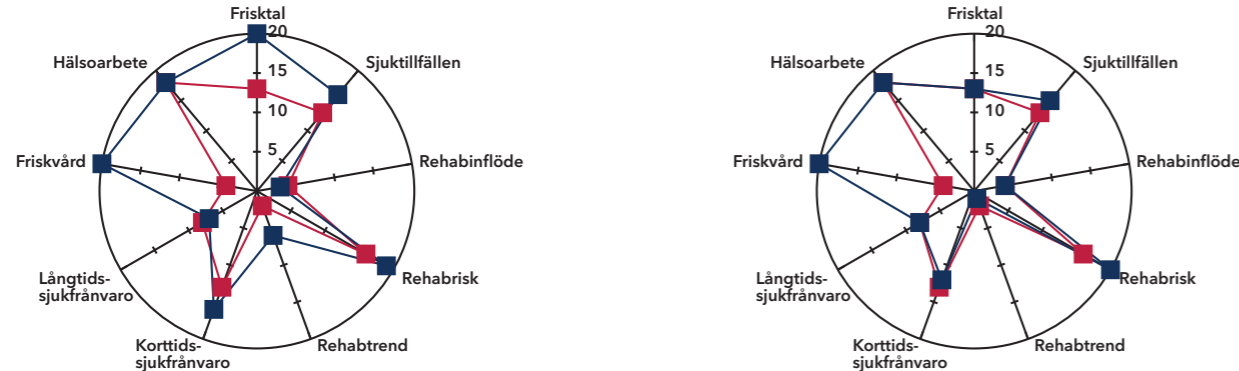 Frisktal
20
Hälsoarbete
Sjuktillfällen
15
10
Friskvård
5
Rehabinflöde
Långtids-
sjukfrånvaro
Rehabrisk
Korttids-
sjukfrånvaro
Rehabtrend
Frisktal
20
Hälsoarbete
Sjuktillfällen
15
10
Friskvård
5
Rehabinflöde
Långtids-
sjukfrånvaro
Rehabrisk
Korttids-
sjukfrånvaro
Rehabtrend